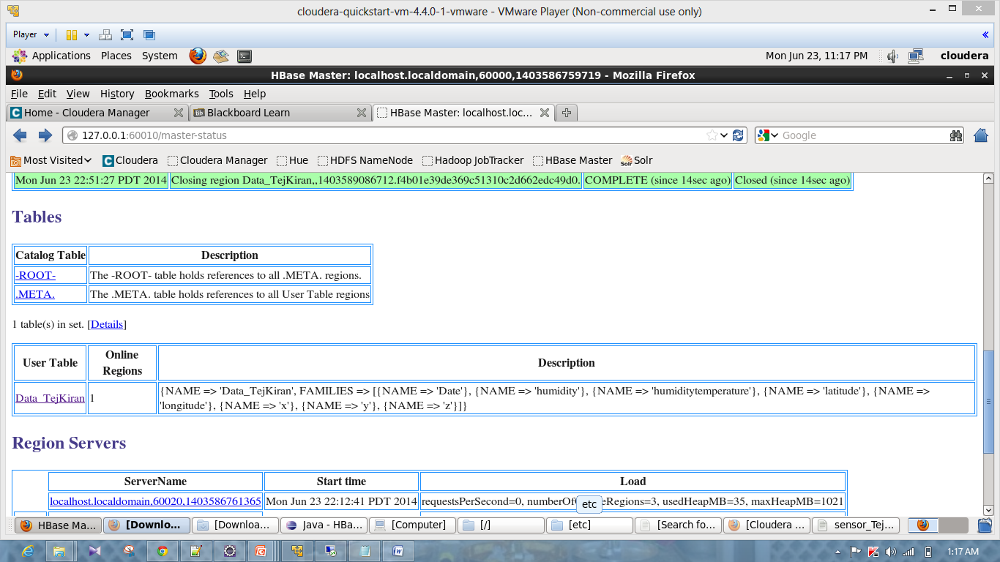 cloudera-quickstart-vm-4.4.0-1-vmware - VMware Player (Non-commercial use only)
Player
Applications Places System Mon Jun 23, 11:17 PM cloudera
HBase Master: localhost.localdomain,60000,1403586759719 - Mozilla Firefox
File Edit View History Bookmarks Tools Help
Home - Cloudera Manager Blackboard Learn HBase Master: localhost.loc...
127.0.0.1:60010/master-status Google
Most Visited Cloudera Cloudera Manager Hue HDFS NameNode Hadoop JobTracker HBase Master Solr
Mon Jun 23 22:51:27 PDT 2014 Closing region Data_TejKiran,,1403589086712.f4b01e39de369c51310c2d662edc49d0. COMPLETE (since 14sec ago) Closed (since 14sec ago)
Tables
Catalog Table Description
-ROOT- The -ROOT- table holds references to all .META. regions.
.META. The .META. table holds references to all User Table regions
1 table(s) in set. [Details]
User Table Online Regions Description
Data_TejKiran 1 {NAME => 'Data_TejKiran', FAMILIES => [{NAME => 'Date'}, {NAME => 'humidity'}, {NAME => 'humiditytemperature'}, {NAME => 'latitude'}, {NAME =>
'longitude'}, {NAME => 'x'}, {NAME => 'y'}, {NAME => 'z'}]}
Region Servers
ServerName Start time Load
localhost.localdomain,60020,1403586761365 Mon Jun 23 22:12:41 PDT 2014 requestsPerSecond=0, eRegions=3, usedHeapMB=35, maxHeapMB=1021
etc
HBase Ma... [Downlo... [Downloa... Java - HBa... [Computer] [/] [etc] [Search fo... [Cloudera ... sensor_Tej...
1:17 AM